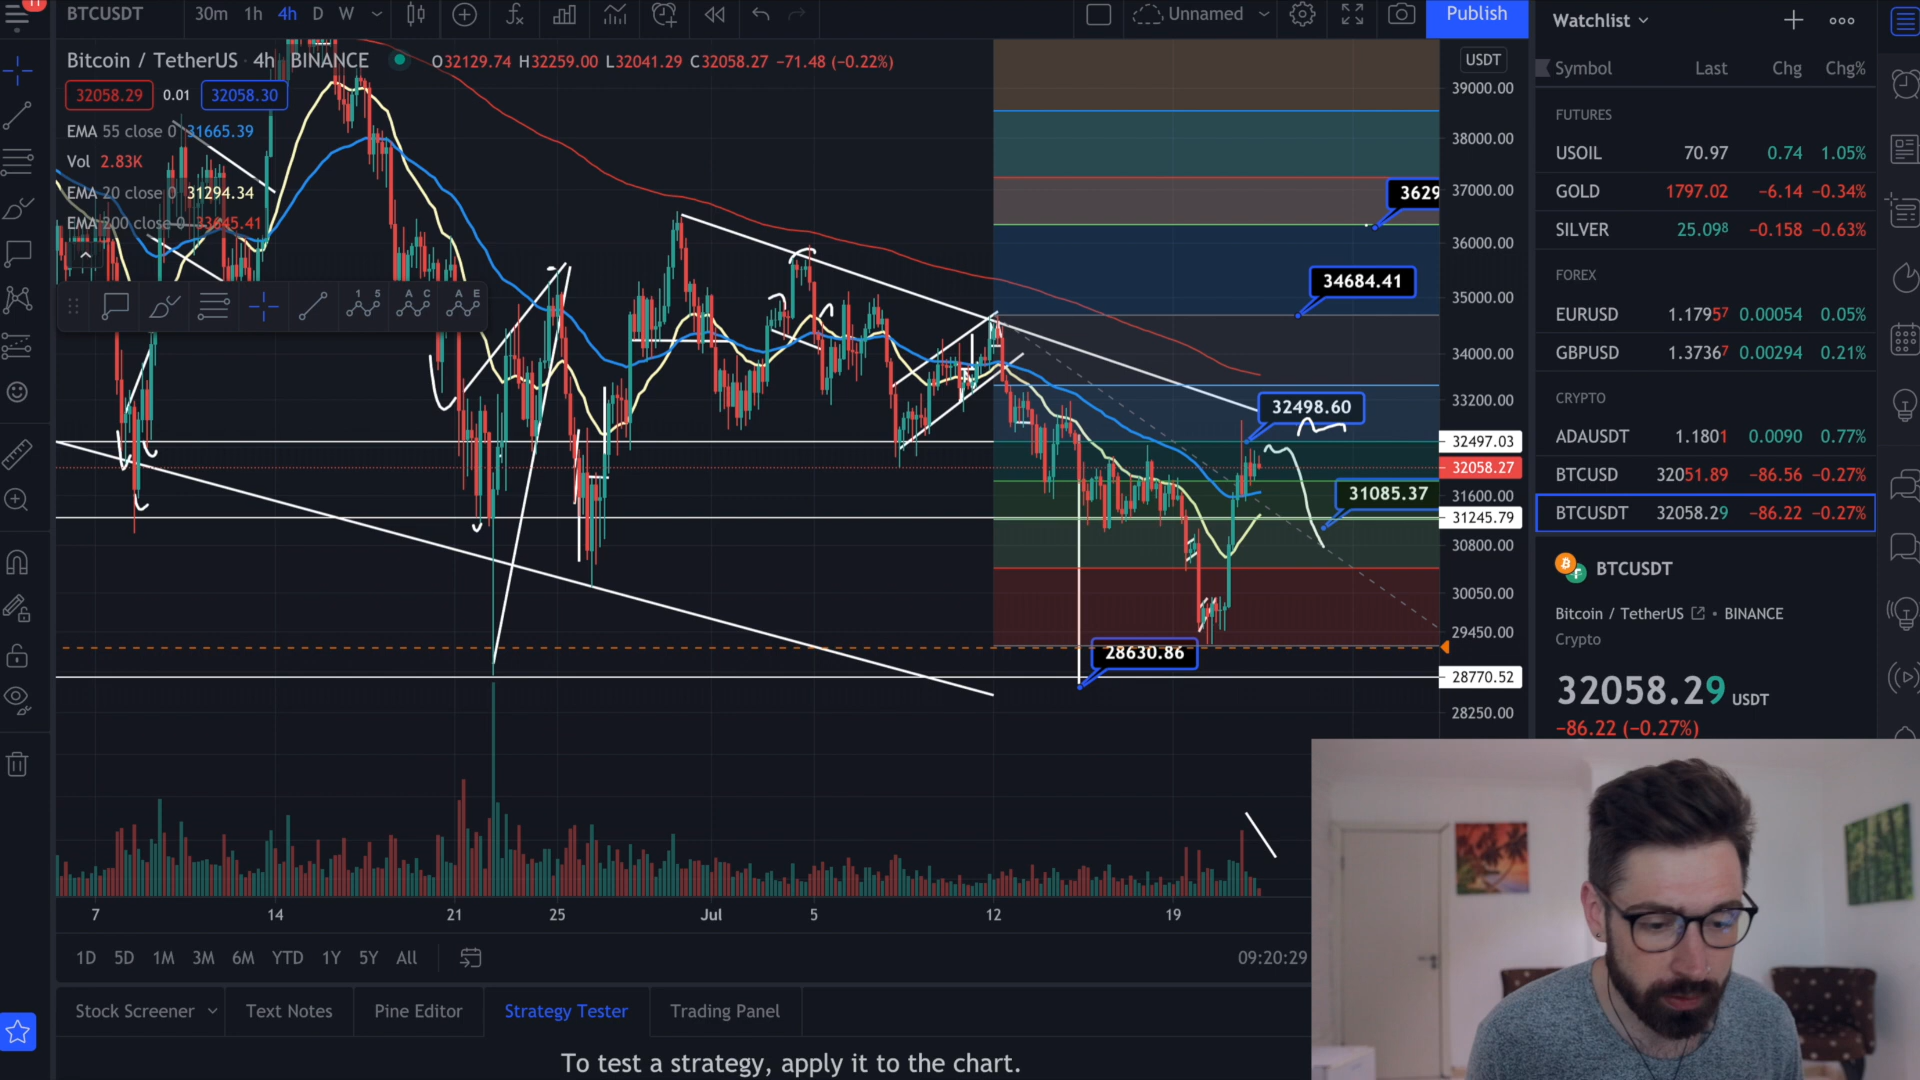 11
BTCUSDT 30m 1h 4h D W Unnamed Publish
Watchlist
Bitcoin / TetherUS · 4h · BINANCE O32129.74 H32259.00 L32041.29 C32058.27 −71.48 (−0.22%)
USDT
Symbol Last Chg Chg%
32058.29 0.01 32058.30
39000.00
EMA 55 close 0 31665.39
38000.00
Vol 2.83K
EMA 20 close 0 31294.34
EMA 200 close 0 33645.41
3629
37000.00
36000.00
34684.41
35000.00
1 5 A C A E
34000.00
33200.00
32498.60
32497.03
32058.27
31085.37
31600.00
31245.79
30800.00
30050.00
29450.00
28630.86
28770.52
28250.00
FUTURES
USOIL 70.97 0.74 1.05%
GOLD 1797.02 −6.14 −0.34%
SILVER 25.098 −0.158 −0.63%
FOREX
EURUSD 1.17957 0.00054 0.05%
GBPUSD 1.37367 0.00294 0.21%
CRYPTO
ADAUSDT 1.1801 0.0090 0.77%
BTCUSD 32051.89 −86.56 −0.27%
BTCUSDT 32058.29 −86.22 −0.27%
BTCUSDT
Bitcoin / TetherUS • BINANCE
Crypto
32058.29 USDT
−86.22 (−0.27%)
7 14 21 25 Jul 5 12 19
1D 5D 1M 3M 6M YTD 1Y 5Y All 09:20:29
Stock Screener Text Notes Pine Editor Strategy Tester Trading Panel
To test a strategy, apply it to the chart.